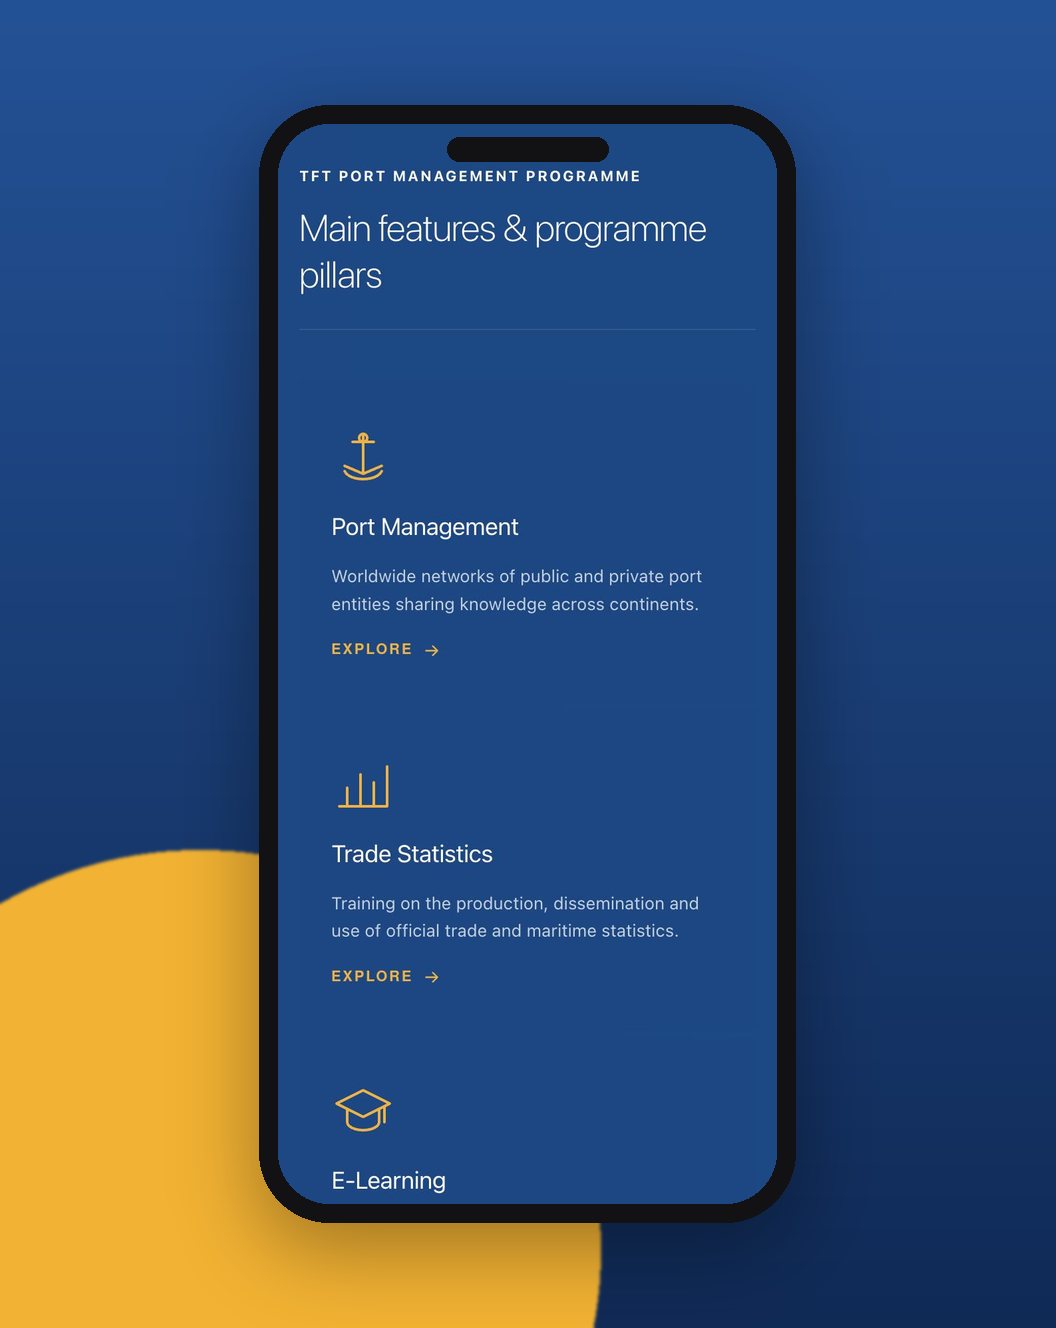 TFT PORT MANAGEMENT PROGRAMME
Main features & programme
pillars
Port Management
Worldwide networks of public and private port
entities sharing knowledge across continents.
EXPLORE →
Trade Statistics
Training on the production, dissemination and
use of official trade and maritime statistics.
EXPLORE →
E-Learning